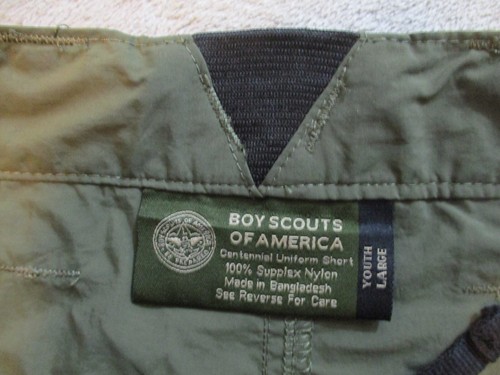 BOY SCOUTS
OF AMERICA
Centennial Uniform Short
100% Supplex Nylon
Made in Bangladesh
See Reverse For Care
YOUTH
LARGE